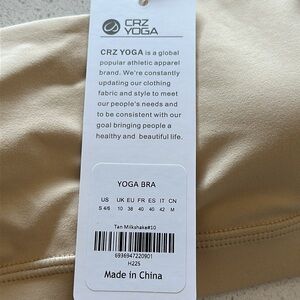 CRZ
YOGA
CRZ YOGA is a global
popular athletic apparel
brand. We're constantly
updating our clothing
fabric and style to meet
our people's needs and
to be consistent with our
goal bringing people a
healthy and beautiful life.
YOGA BRA
US UK EU FR ES IT CN
S 4/6 10 38 40 40 42 M
Tan Milkshake#10
6936947220901
H225
Made in China